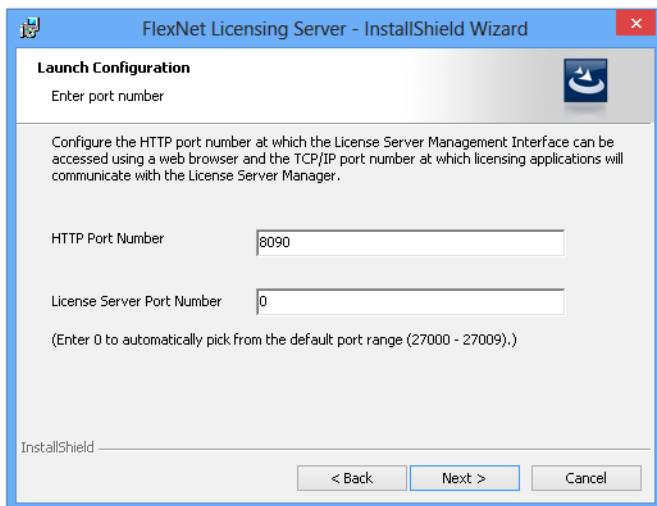 FlexNet Licensing Server - InstallShield Wizard
Launch Configuration
Enter port number
Configure the HTTP port number at which the License Server Management Interface can be
accessed using a web browser and the TCP/IP port number at which licensing applications will
communicate with the License Server Manager.
HTTP Port Number
8090
License Server Port Number
0
(Enter 0 to automatically pick from the default port range (27000 - 27009).)
InstallShield
< Back
Next >
Cancel